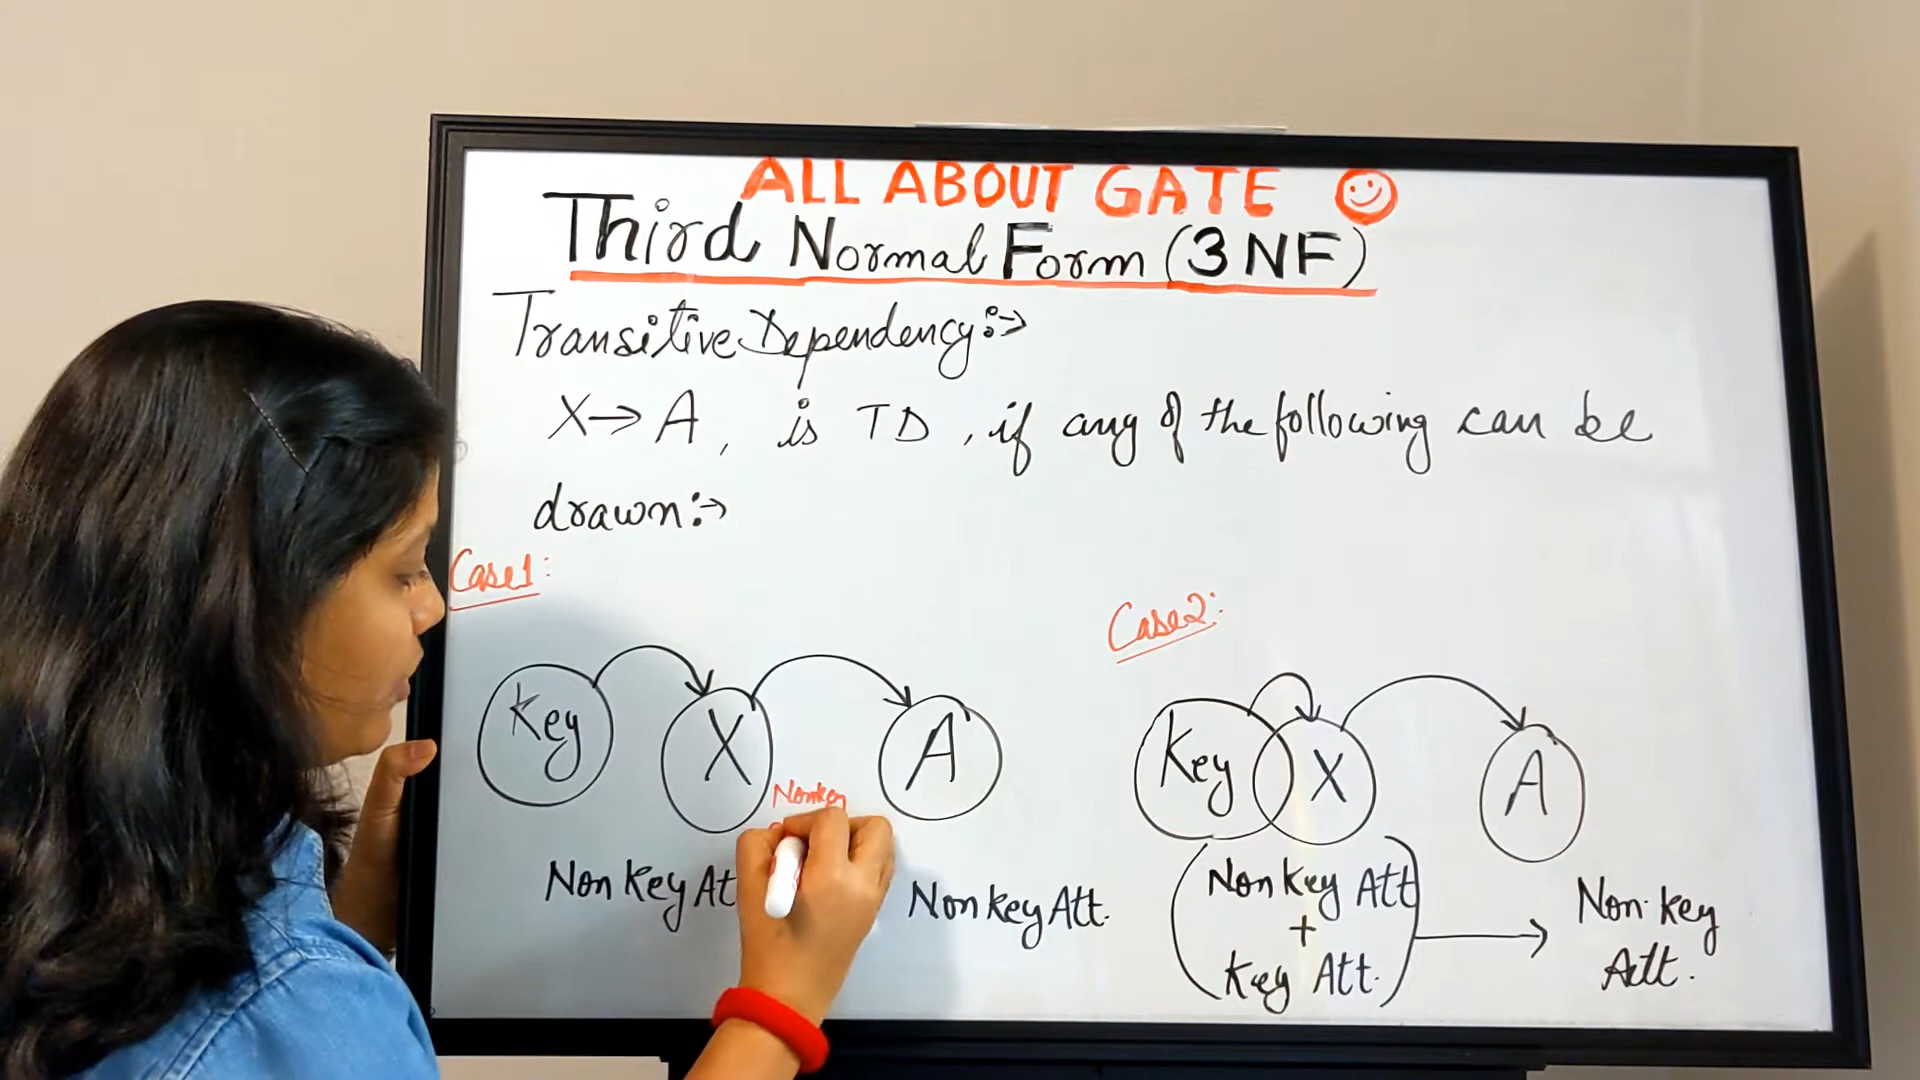 ALL ABOUT GATE
Third Normal Form (3NF)
Transitive Dependency:→
X → A, is TD, if any of the following can be
drawn:→
Case1:
Case2:
Key X A
Key X A
Nonkey
Non Key At
Non key Att.
Non key Att
+
Key Att.
Non key
Att.